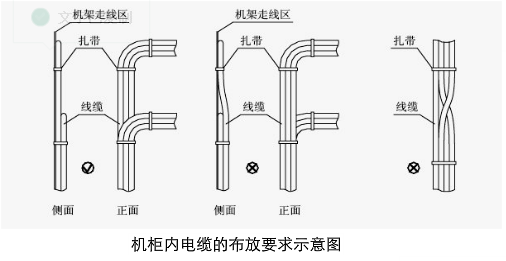 机架走线区 机架走线区
扎带 扎带 扎带
线缆 线缆 线缆
侧面 正面 侧面 正面
机柜内电缆的布放要求示意图